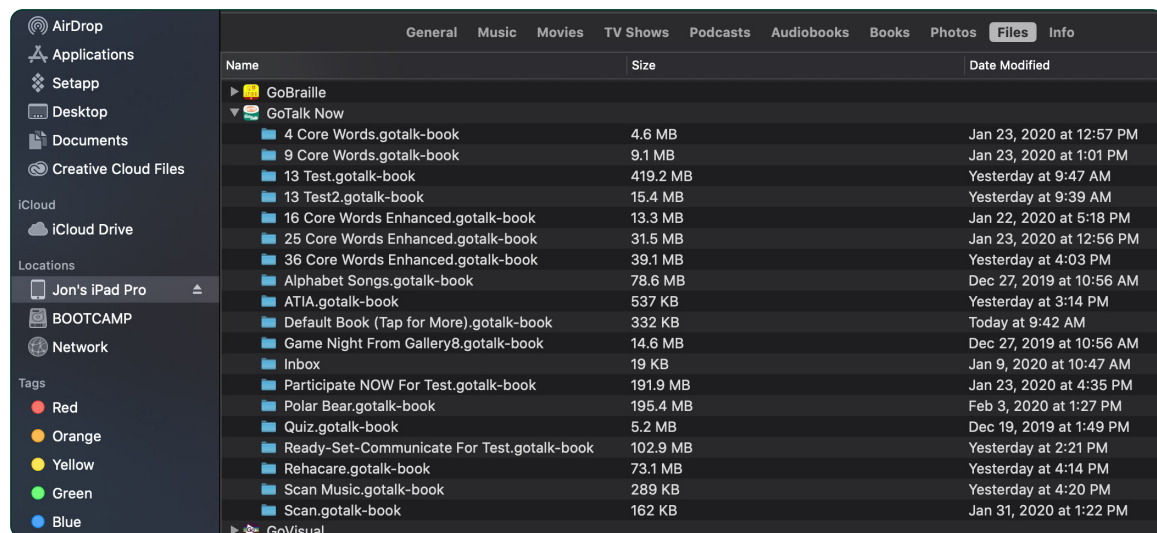 AirDrop
Applications
Setapp
Desktop
Documents
Creative Cloud Files
iCloud
iCloud Drive
Locations
Jon's iPad Pro
BOOTCAMP
Network
Tags
Red
Orange
Yellow
Green
Blue
General Music Movies TV Shows Podcasts Audiobooks Books Photos Files Info
Name Size Date Modified
GoBraille
GoTalk Now
4 Core Words.gotalk-book 4.6 MB Jan 23, 2020 at 12:57 PM
9 Core Words.gotalk-book 9.1 MB Jan 23, 2020 at 1:01 PM
13 Test.gotalk-book 419.2 MB Yesterday at 9:47 AM
13 Test2.gotalk-book 15.4 MB Yesterday at 9:39 AM
16 Core Words Enhanced.gotalk-book 13.3 MB Jan 22, 2020 at 5:18 PM
25 Core Words Enhanced.gotalk-book 31.5 MB Jan 23, 2020 at 12:56 PM
36 Core Words Enhanced.gotalk-book 39.1 MB Yesterday at 4:03 PM
Alphabet Songs.gotalk-book 78.6 MB Dec 27, 2019 at 10:56 AM
ATIA.gotalk-book 537 KB Yesterday at 3:14 PM
Default Book (Tap for More).gotalk-book 332 KB Today at 9:42 AM
Game Night From Gallery8.gotalk-book 14.6 MB Dec 27, 2019 at 10:56 AM
Inbox 19 KB Jan 9, 2020 at 10:47 AM
Participate NOW For Test.gotalk-book 191.9 MB Jan 23, 2020 at 4:35 PM
Polar Bear.gotalk-book 195.4 MB Feb 3, 2020 at 1:27 PM
Quiz.gotalk-book 5.2 MB Dec 19, 2019 at 1:49 PM
Ready-Set-Communicate For Test.gotalk-book 102.9 MB Yesterday at 2:21 PM
Rehacare.gotalk-book 73.1 MB Yesterday at 4:14 PM
Scan Music.gotalk-book 289 KB Yesterday at 4:20 PM
Scan.gotalk-book 162 KB Jan 31, 2020 at 1:22 PM
GoVisual